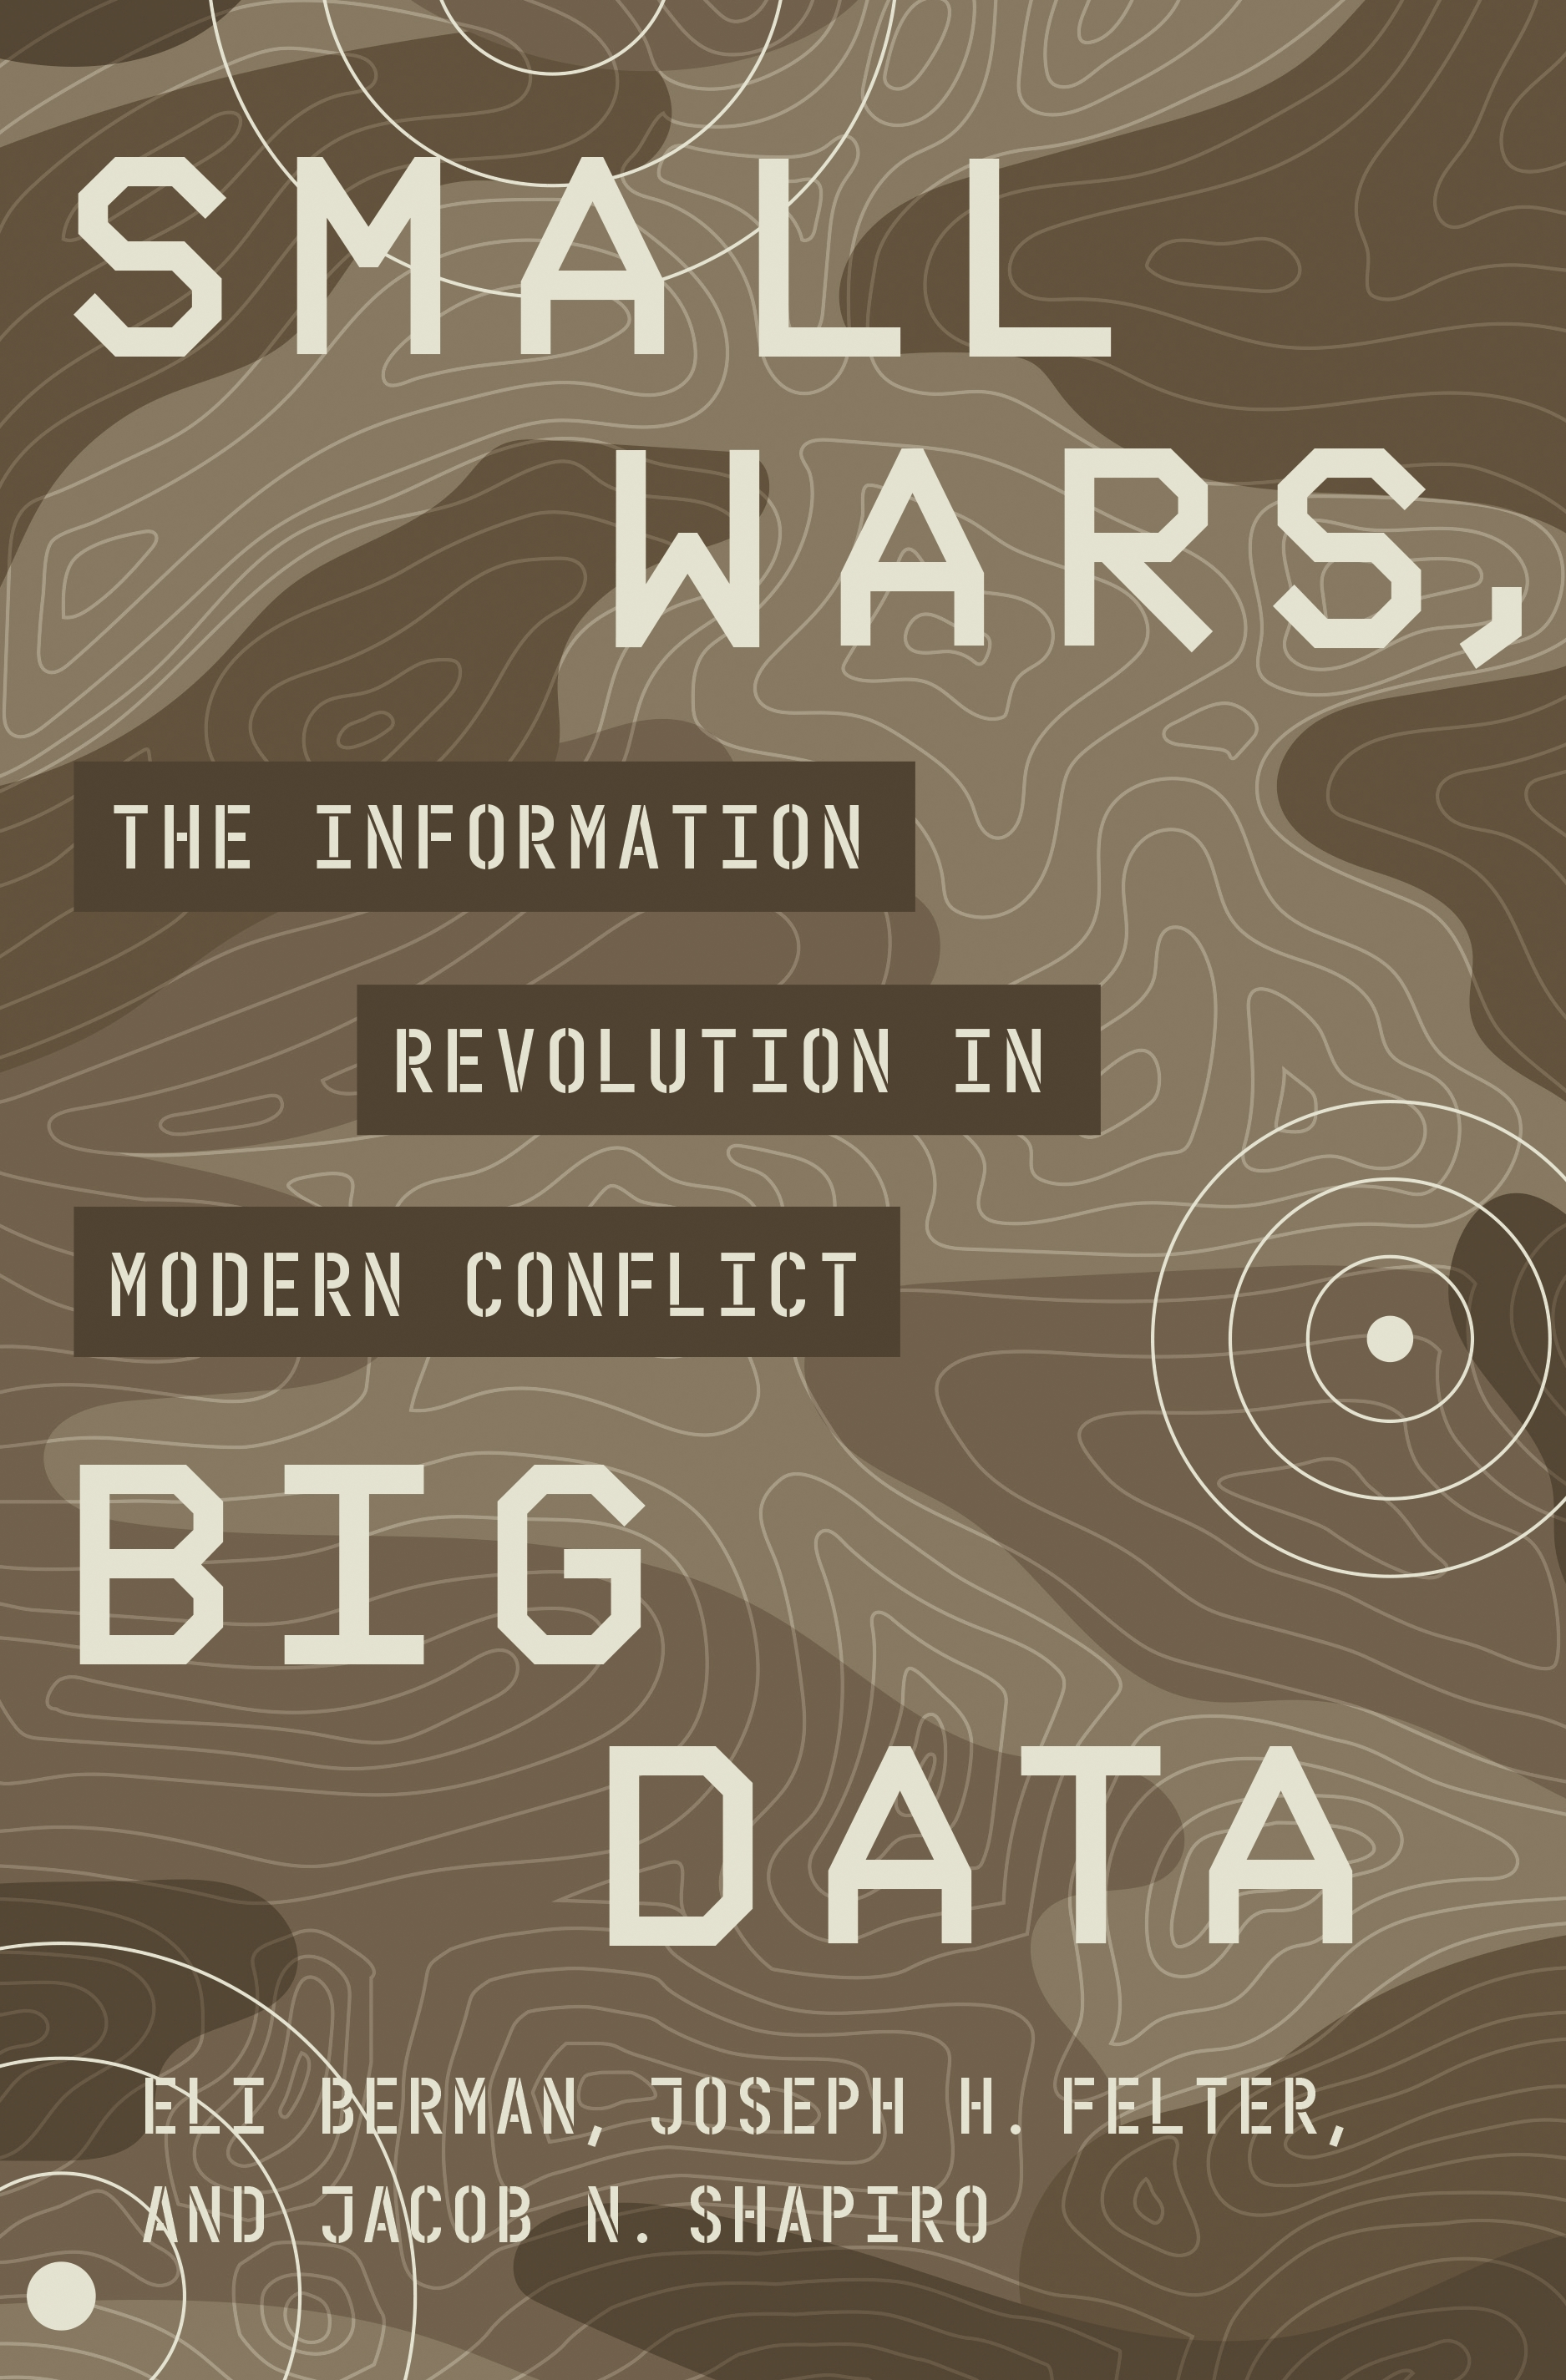 SMALL
WARS,
THE INFORMATION
REVOLUTION IN
MODERN CONFLICT
BIG
DATA
ELI BERMAN, JOSEPH H. FELTER,
AND JACOB N. SHAPIRO